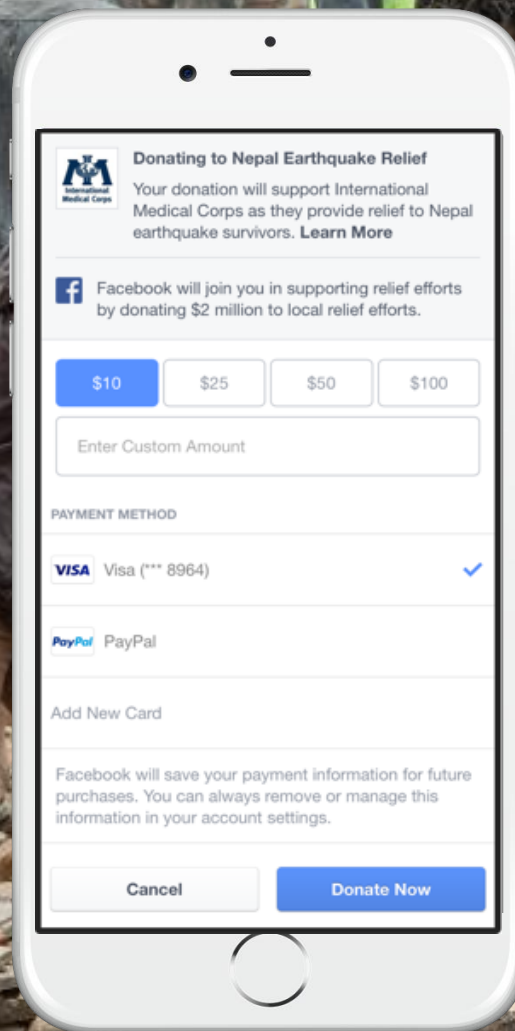 International
Medical Corps
Donating to Nepal Earthquake Relief
Your donation will support International
Medical Corps as they provide relief to Nepal
earthquake survivors. Learn More
f
Facebook will join you in supporting relief efforts
by donating $2 million to local relief efforts.
$10 $25 $50 $100
Enter Custom Amount
PAYMENT METHOD
VISA Visa (*** 8964)
PayPal PayPal
Add New Card
Facebook will save your payment information for future
purchases. You can always remove or manage this
information in your account settings.
Cancel Donate Now